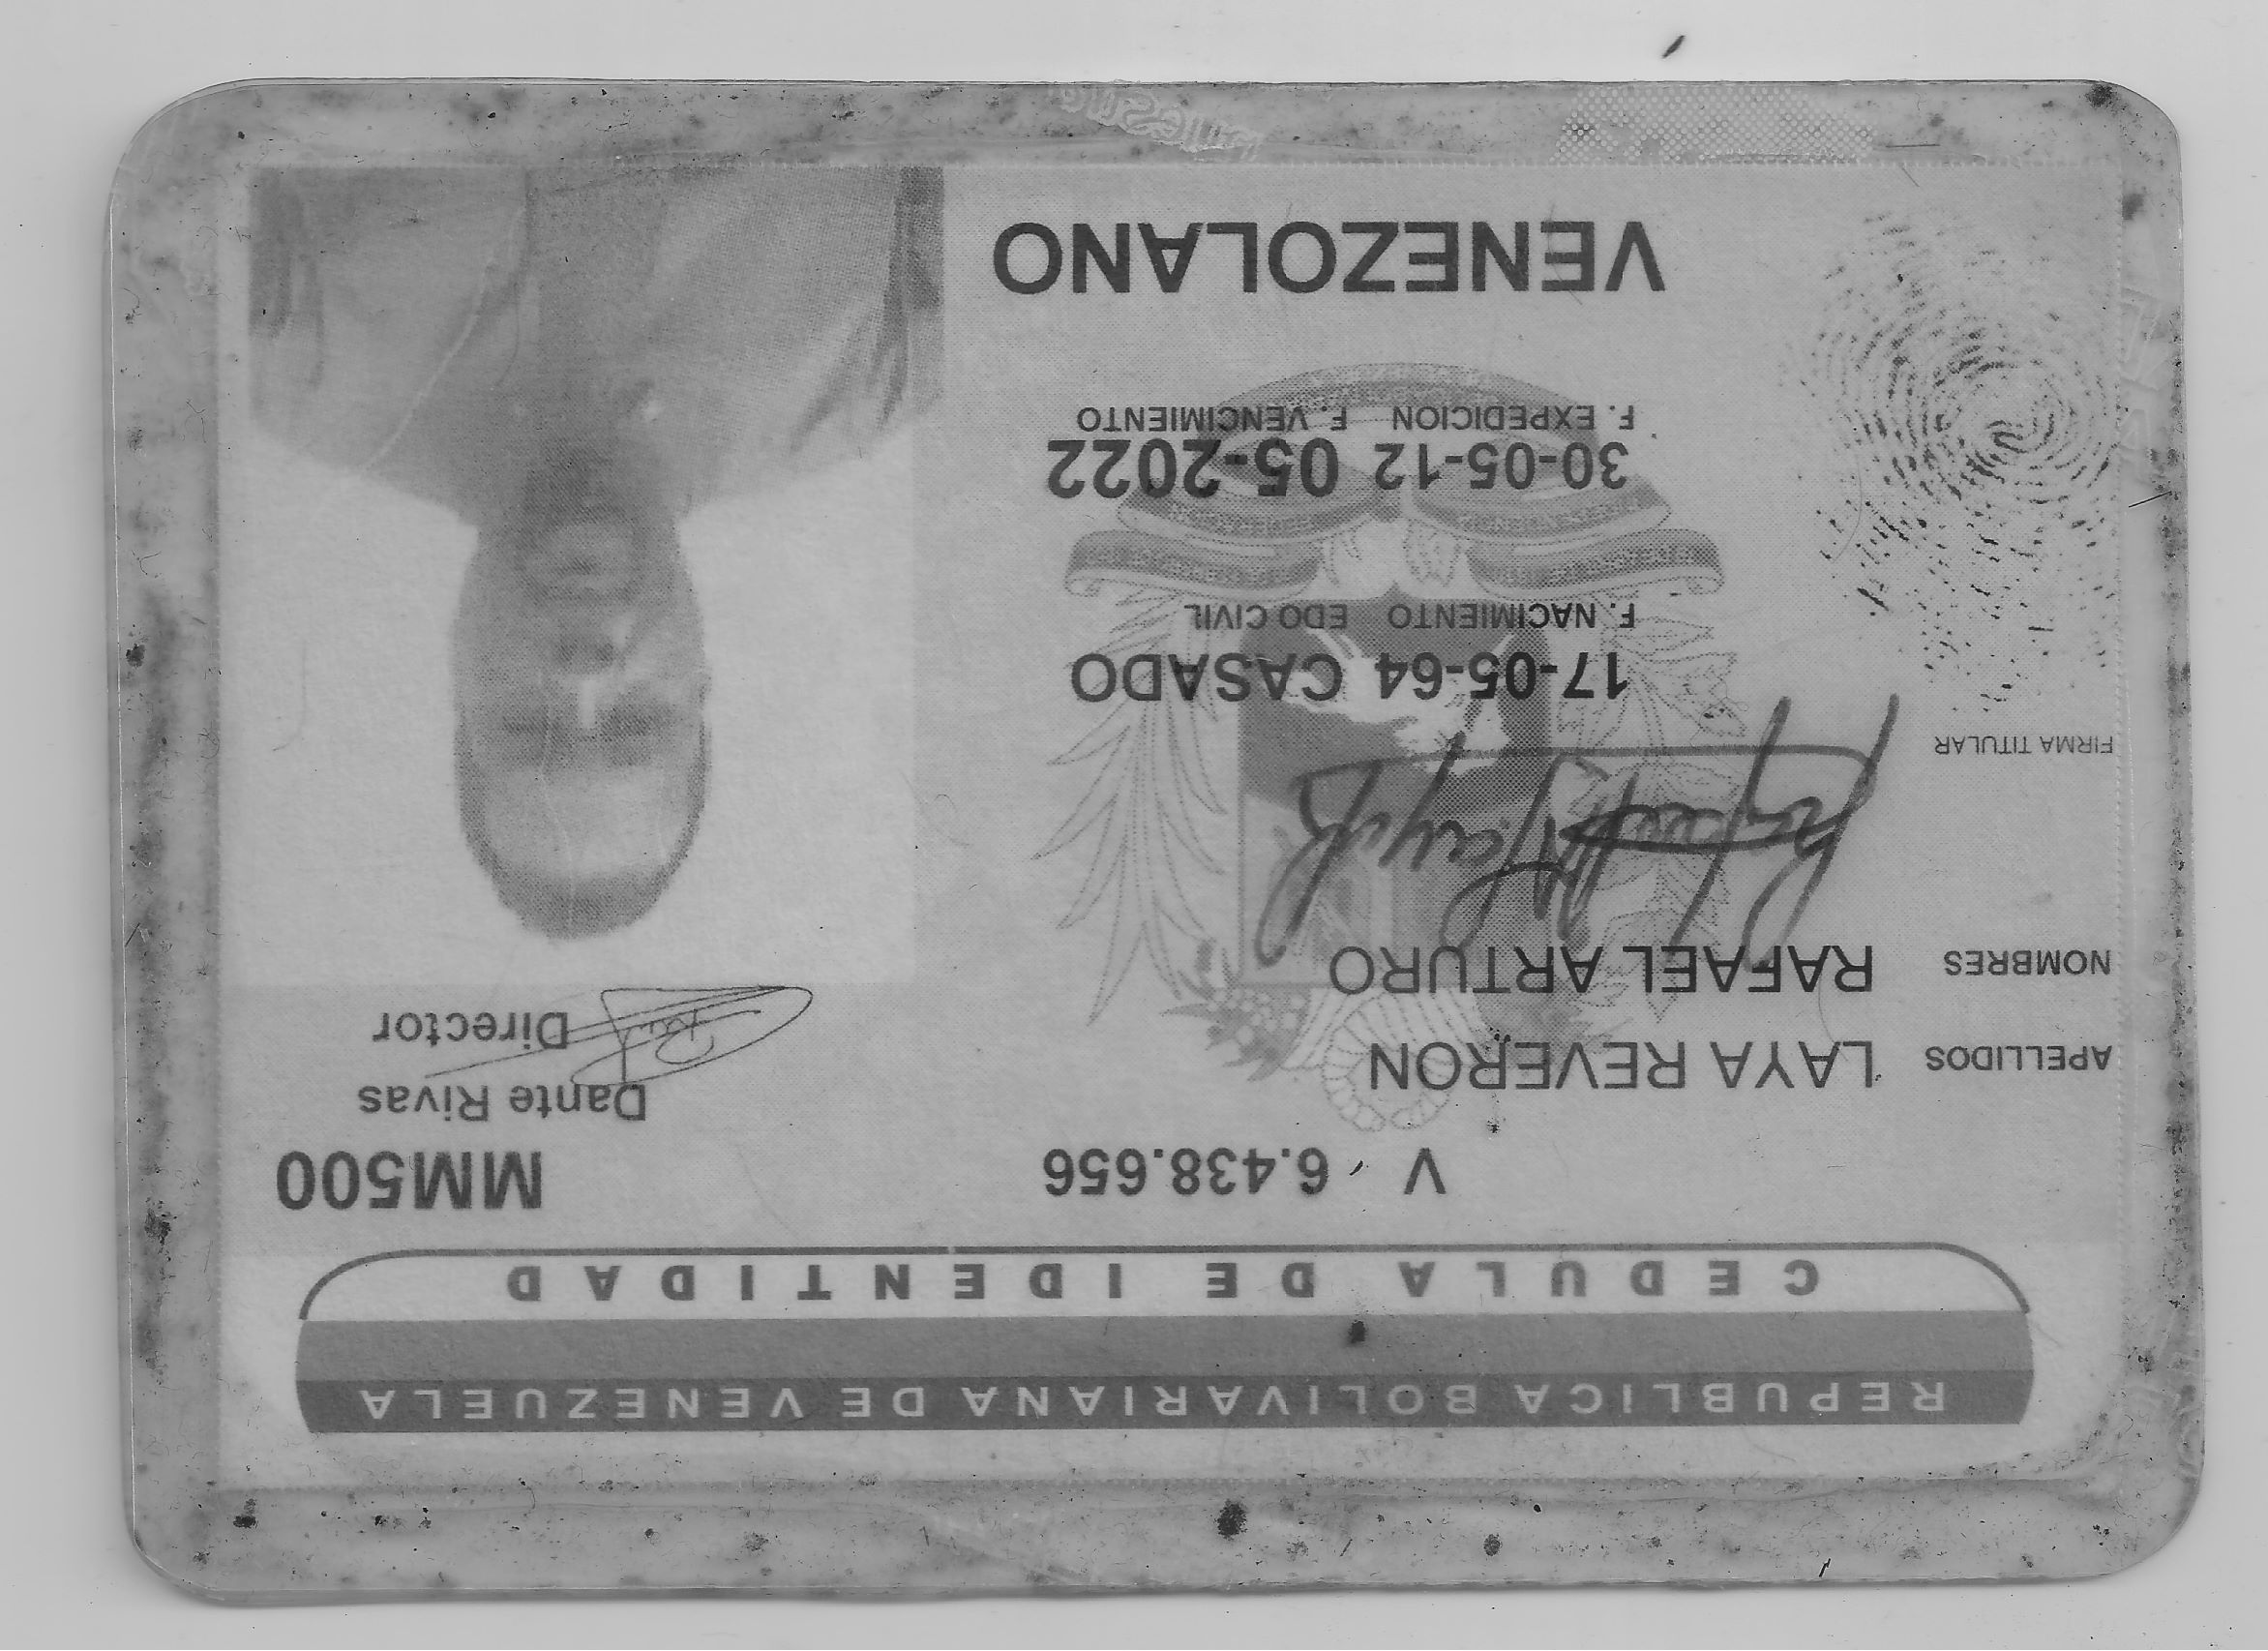 REPUBLICA BOLIVARIANA DE VENEZUELA
CEDULA DE IDENTIDAD
V 6.438.656
MM500
Dante Rivas
Director
APELLIDOS LAYA REVERON
NOMBRES RAFAEL ARTURO
FIRMA TITULAR
17-05-64 CASADO
F. NACIMIENTO EDO CIVIL
30-05-12 05-2022
F. EXPEDICION F. VENCIMIENTO
VENEZOLANO